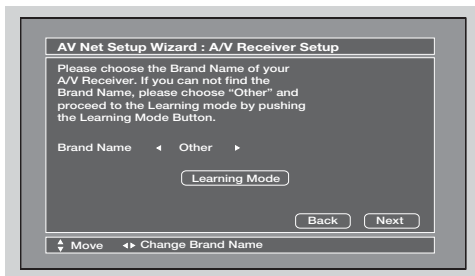 AV Net Setup Wizard : A/V Receiver Setup
Please choose the Brand Name of your
A/V Receiver. If you can not find the
Brand Name, please choose “Other” and
proceed to the Learning mode by pushing
the Learning Mode Button.
Brand Name Other
Learning Mode
Back Next
Move Change Brand Name